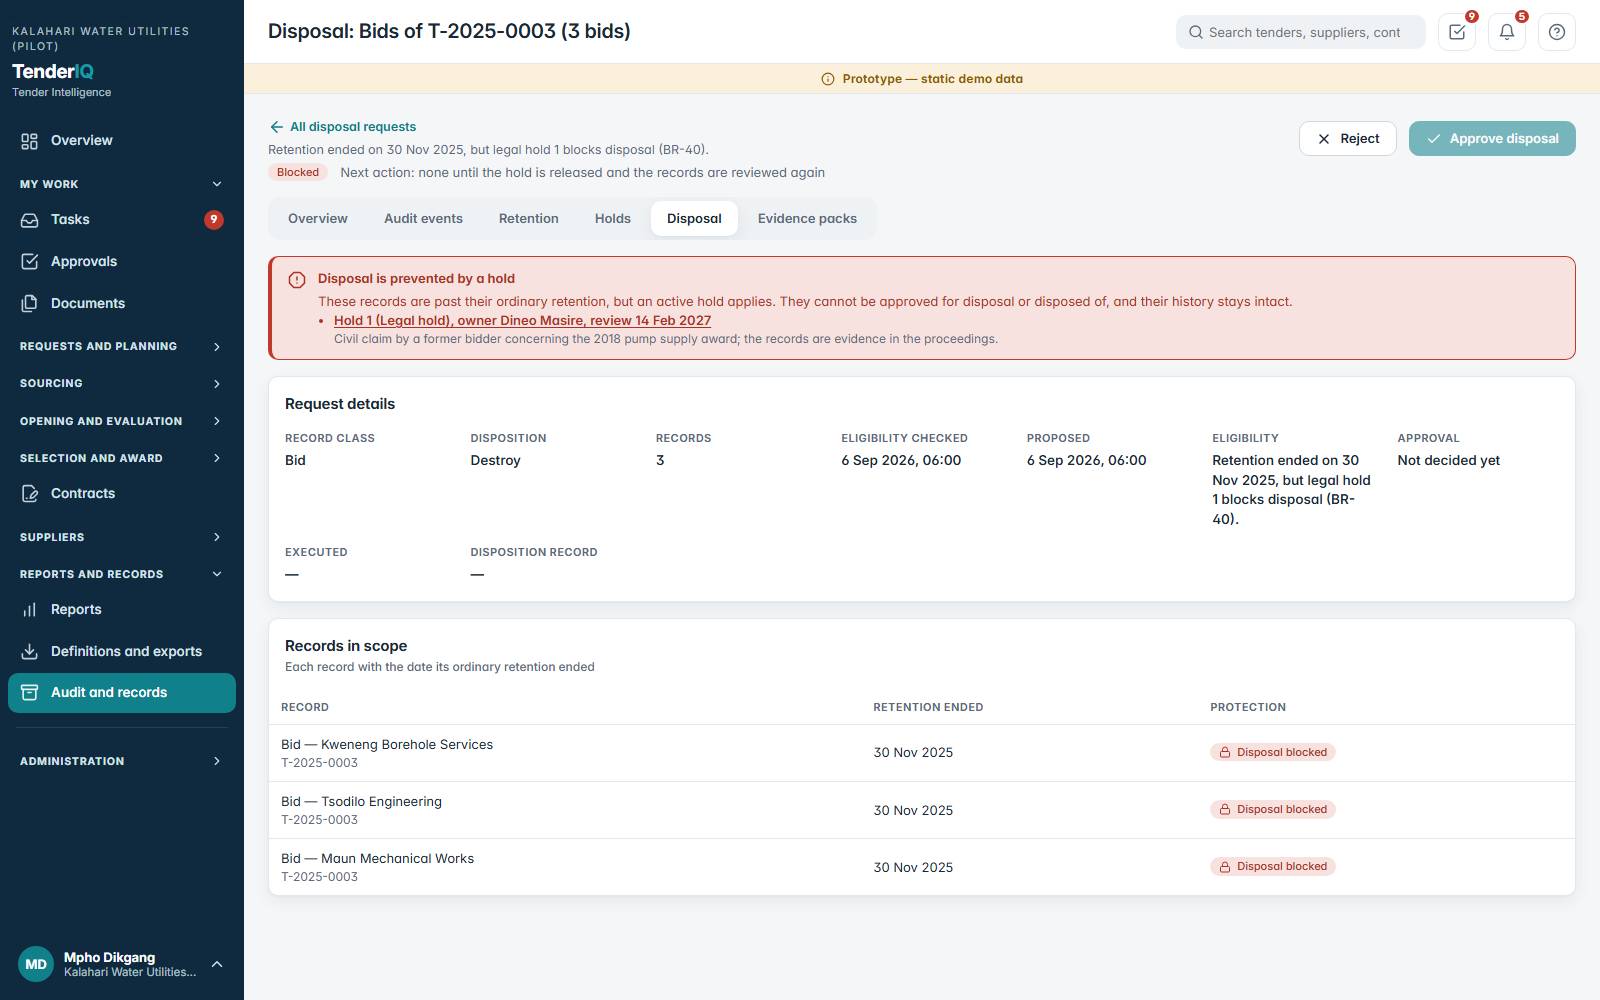 KALAHARI WATER UTILITIES
(PILOT)
TenderIQ
Tender Intelligence
Overview
MY WORK
Tasks
9
Approvals
Documents
REQUESTS AND PLANNING
SOURCING
OPENING AND EVALUATION
SELECTION AND AWARD
Contracts
SUPPLIERS
REPORTS AND RECORDS
Reports
Definitions and exports
Audit and records
ADMINISTRATION
MD
Mpho Dikgang
Kalahari Water Utilities...
Disposal: Bids of T-2025-0003 (3 bids)
Search tenders, suppliers, cont
9
5
Prototype — static demo data
All disposal requests
Retention ended on 30 Nov 2025, but legal hold 1 blocks disposal (BR-40).
Blocked
Next action: none until the hold is released and the records are reviewed again
Reject
Approve disposal
Overview
Audit events
Retention
Holds
Disposal
Evidence packs
Disposal is prevented by a hold
These records are past their ordinary retention, but an active hold applies. They cannot be approved for disposal or disposed of, and their history stays intact.
• Hold 1 (Legal hold), owner Dineo Masire, review 14 Feb 2027
Civil claim by a former bidder concerning the 2018 pump supply award; the records are evidence in the proceedings.
Request details
RECORD CLASS
Bid
DISPOSITION
Destroy
RECORDS
3
ELIGIBILITY CHECKED
6 Sep 2026, 06:00
PROPOSED
6 Sep 2026, 06:00
ELIGIBILITY
Retention ended on 30
Nov 2025, but legal hold
1 blocks disposal (BR-
40).
APPROVAL
Not decided yet
EXECUTED
—
DISPOSITION RECORD
—
Records in scope
Each record with the date its ordinary retention ended
RECORD
RETENTION ENDED
PROTECTION
Bid — Kweneng Borehole Services
T-2025-0003
30 Nov 2025
Disposal blocked
Bid — Tsodilo Engineering
T-2025-0003
30 Nov 2025
Disposal blocked
Bid — Maun Mechanical Works
T-2025-0003
30 Nov 2025
Disposal blocked